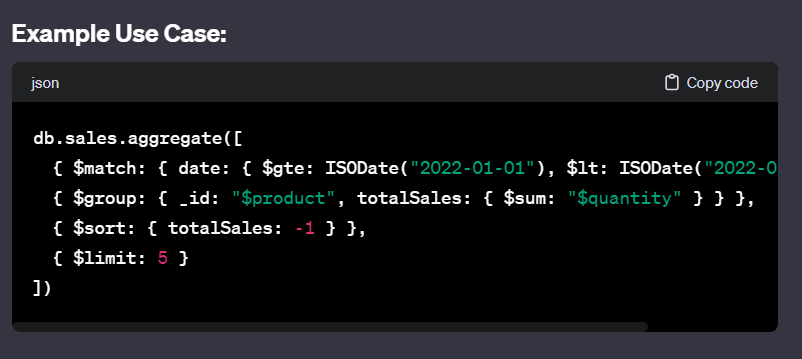 Example Use Case:
json Copy code
db.sales.aggregate([
{ $match: { date: { $gte: ISODate("2022-01-01"), $lt: ISODate("2022-0
{ $group: { _id: "$product", totalSales: { $sum: "$quantity" } } },
{ $sort: { totalSales: -1 } },
{ $limit: 5 }
])